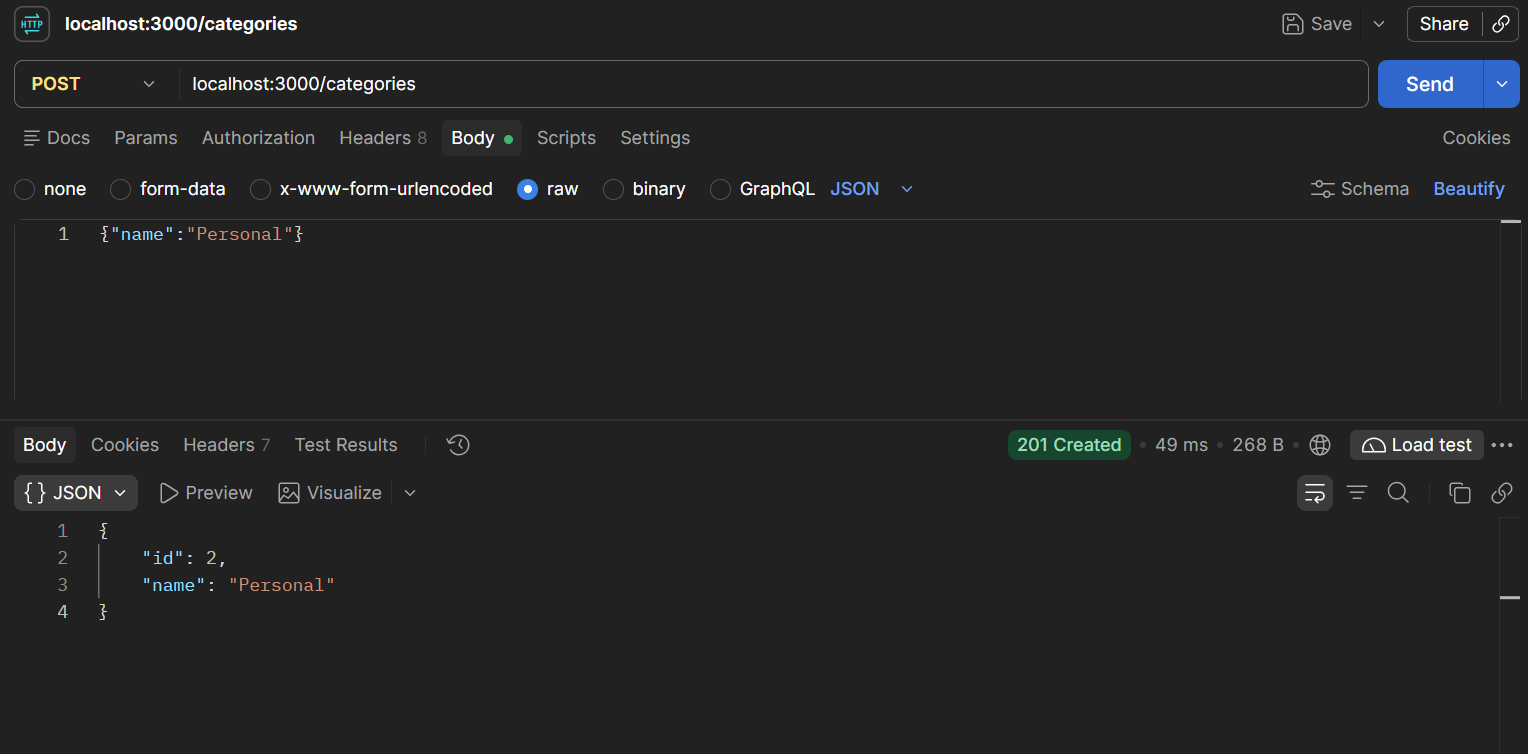 HTTP localhost:3000/categories Save Share
POST localhost:3000/categories Send
Docs Params Authorization Headers 8 Body Scripts Settings Cookies
none form-data x-www-form-urlencoded raw binary GraphQL JSON Schema Beautify
1 {"name":"Personal"}
Body Cookies Headers 7 Test Results 201 Created • 49 ms • 268 B • Load test
{ } JSON Preview Visualize
1 {
2 "id": 2,
3 "name": "Personal"
4 }